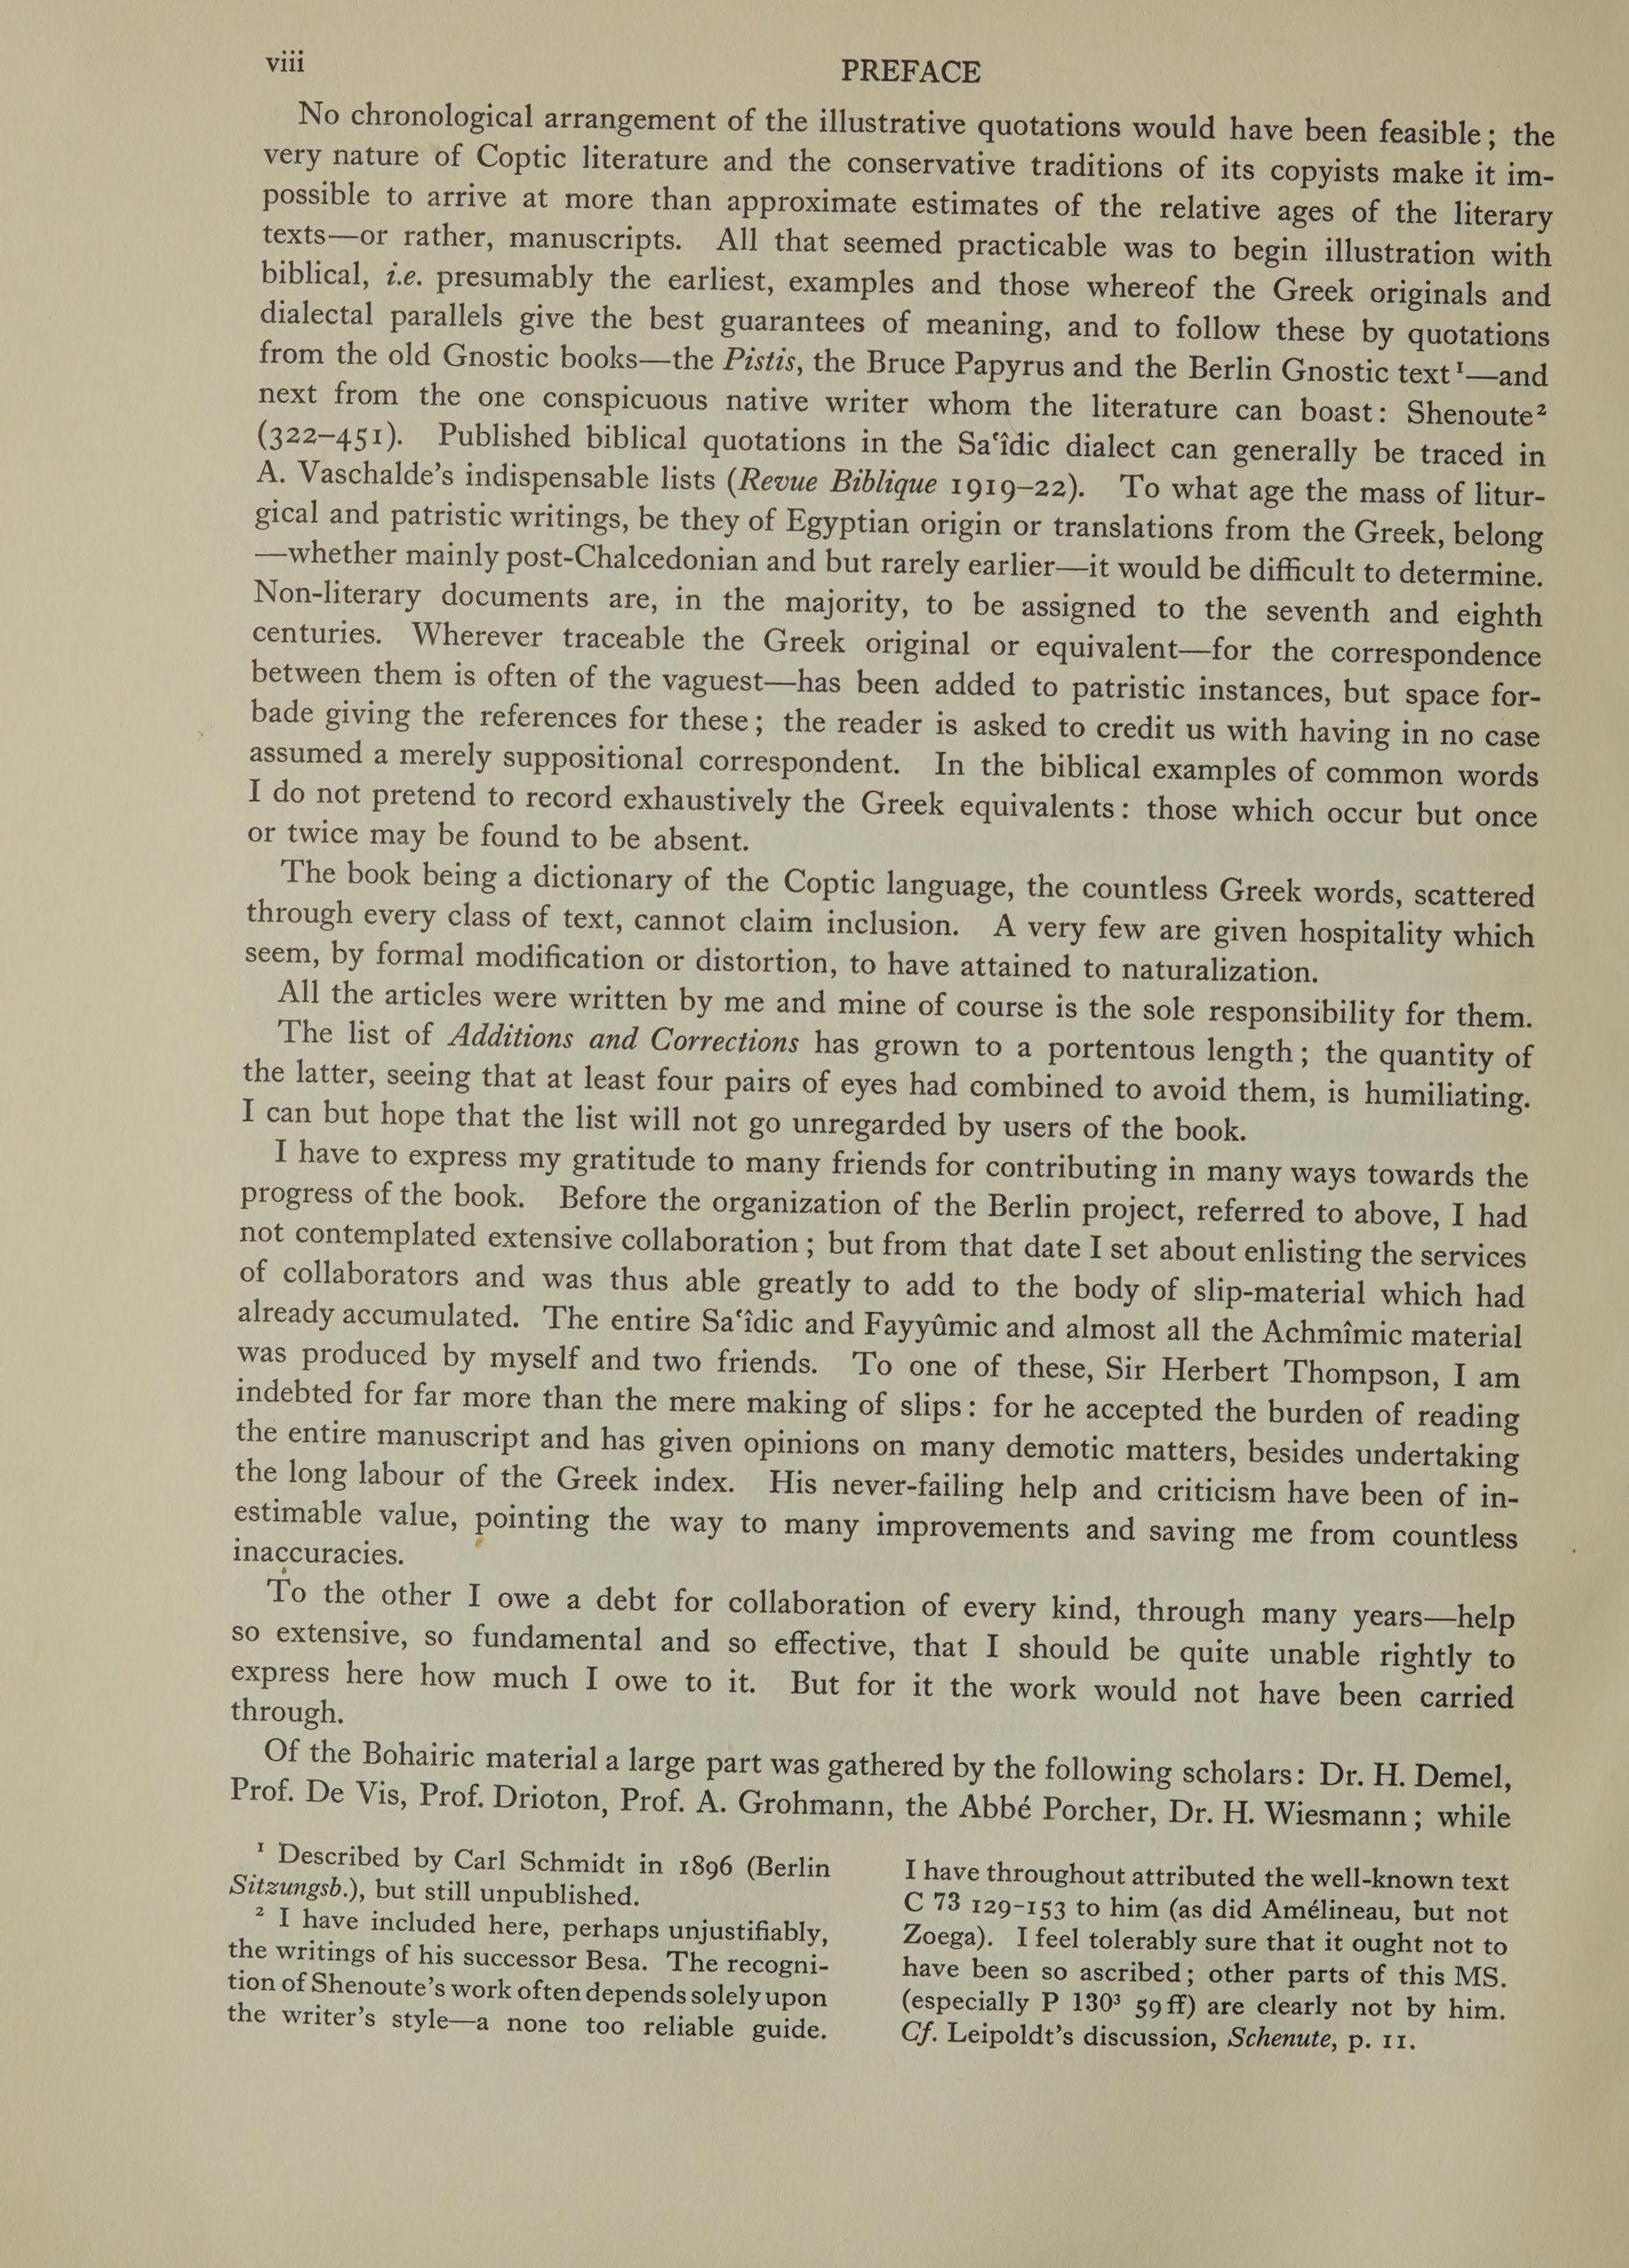 viii
PREFACE
No chronological arrangement of the illustrative quotations would have been feasible; the
very nature of Coptic literature and the conservative traditions of its copyists make it im-
possible to arrive at more than approximate estimates of the relative ages of the literary
texts—or rather, manuscripts. All that seemed practicable was to begin illustration with
biblical, i.e. presumably the earliest, examples and those whereof the Greek originals and
dialectal parallels give the best guarantees of meaning, and to follow these by quotations
from the old Gnostic books—the Pistis, the Bruce Papyrus and the Berlin Gnostic text¹—and
next from the one conspicuous native writer whom the literature can boast: Shenoute²
(322–451). Published biblical quotations in the Saʿîdic dialect can generally be traced in
A. Vaschalde's indispensable lists (Revue Biblique 1919–22). To what age the mass of litur-
gical and patristic writings, be they of Egyptian origin or translations from the Greek, belong
—whether mainly post-Chalcedonian and but rarely earlier—it would be difficult to determine.
Non-literary documents are, in the majority, to be assigned to the seventh and eighth
centuries. Wherever traceable the Greek original or equivalent—for the correspondence
between them is often of the vaguest—has been added to patristic instances, but space for-
bade giving the references for these; the reader is asked to credit us with having in no case
assumed a merely suppositional correspondent. In the biblical examples of common words
I do not pretend to record exhaustively the Greek equivalents: those which occur but once
or twice may be found to be absent.
The book being a dictionary of the Coptic language, the countless Greek words, scattered
through every class of text, cannot claim inclusion. A very few are given hospitality which
seem, by formal modification or distortion, to have attained to naturalization.
All the articles were written by me and mine of course is the sole responsibility for them.
The list of Additions and Corrections has grown to a portentous length; the quantity of
the latter, seeing that at least four pairs of eyes had combined to avoid them, is humiliating.
I can but hope that the list will not go unregarded by users of the book.
I have to express my gratitude to many friends for contributing in many ways towards the
progress of the book. Before the organization of the Berlin project, referred to above, I had
not contemplated extensive collaboration; but from that date I set about enlisting the services
of collaborators and was thus able greatly to add to the body of slip-material which had
already accumulated. The entire Saʿîdic and Fayyûmic and almost all the Achmîmic material
was produced by myself and two friends. To one of these, Sir Herbert Thompson, I am
indebted for far more than the mere making of slips: for he accepted the burden of reading
the entire manuscript and has given opinions on many demotic matters, besides undertaking
the long labour of the Greek index. His never-failing help and criticism have been of in-
estimable value, pointing the way to many improvements and saving me from countless
inaccuracies.
To the other I owe a debt for collaboration of every kind, through many years—help
so extensive, so fundamental and so effective, that I should be quite unable rightly to
express here how much I owe to it. But for it the work would not have been carried
through.
Of the Bohairic material a large part was gathered by the following scholars: Dr. H. Demel,
Prof. De Vis, Prof. Drioton, Prof. A. Grohmann, the Abbé Porcher, Dr. H. Wiesmann; while
¹ Described by Carl Schmidt in 1896 (Berlin
Sitzungsb.), but still unpublished.
² I have included here, perhaps unjustifiably,
the writings of his successor Besa. The recogni-
tion of Shenoute's work often depends solely upon
the writer's style—a none too reliable guide.
I have throughout attributed the well-known text
C 73 129–153 to him (as did Amélineau, but not
Zoega). I feel tolerably sure that it ought not to
have been so ascribed; other parts of this MS.
(especially P 130³ 59 ff) are clearly not by him.
Cf. Leipoldt's discussion, Schenute, p. 11.